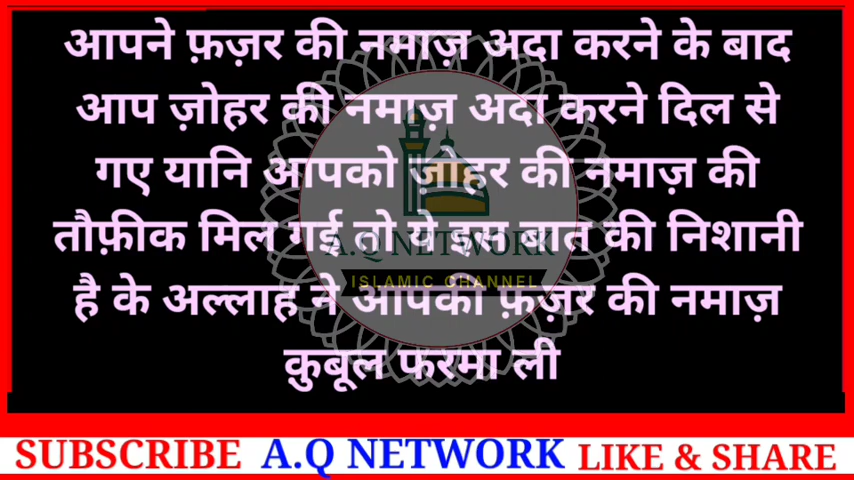 आपने फ़ज़र की नमाज़ अदा करने के बाद
आप ज़ोहर की नमाज़ अदा करने दिल से
गए यानि आपको ज़ोहर की नमाज़ की
तौफ़ीक मिल गई तो ये इस बात की निशानी
है के अल्लाह ने आपकी फ़ज़र की नमाज़
कुबूल फरमा ली
A.Q NETWORK
ISLAMIC CHANNEL
SUBSCRIBE A.Q NETWORK LIKE & SHARE